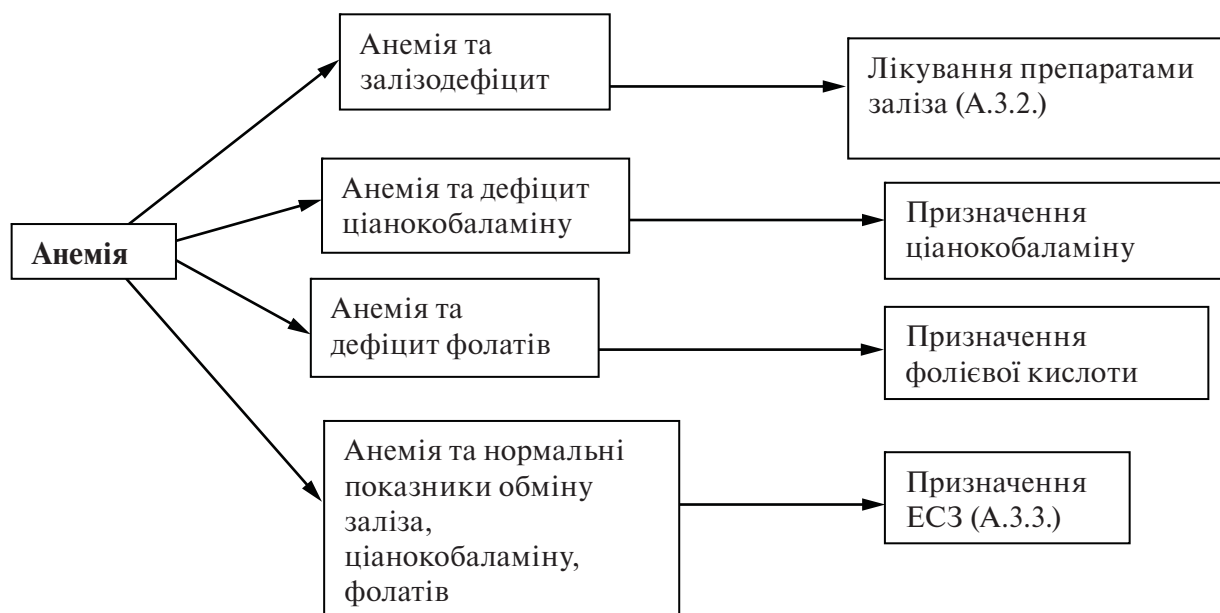 Анемія та
залізодефіцит
Лікування препаратами
заліза (А.3.2.)
Анемія та дефіцит
ціанокобаламіну
Призначення
ціанокобаламіну
Анемія
Анемія та
дефіцит фолатів
Призначення
фолієвої кислоти
Анемія та нормальні
показники обміну
заліза,
ціанокобаламіну,
фолатів
Призначення
ЕСЗ (А.3.3.)